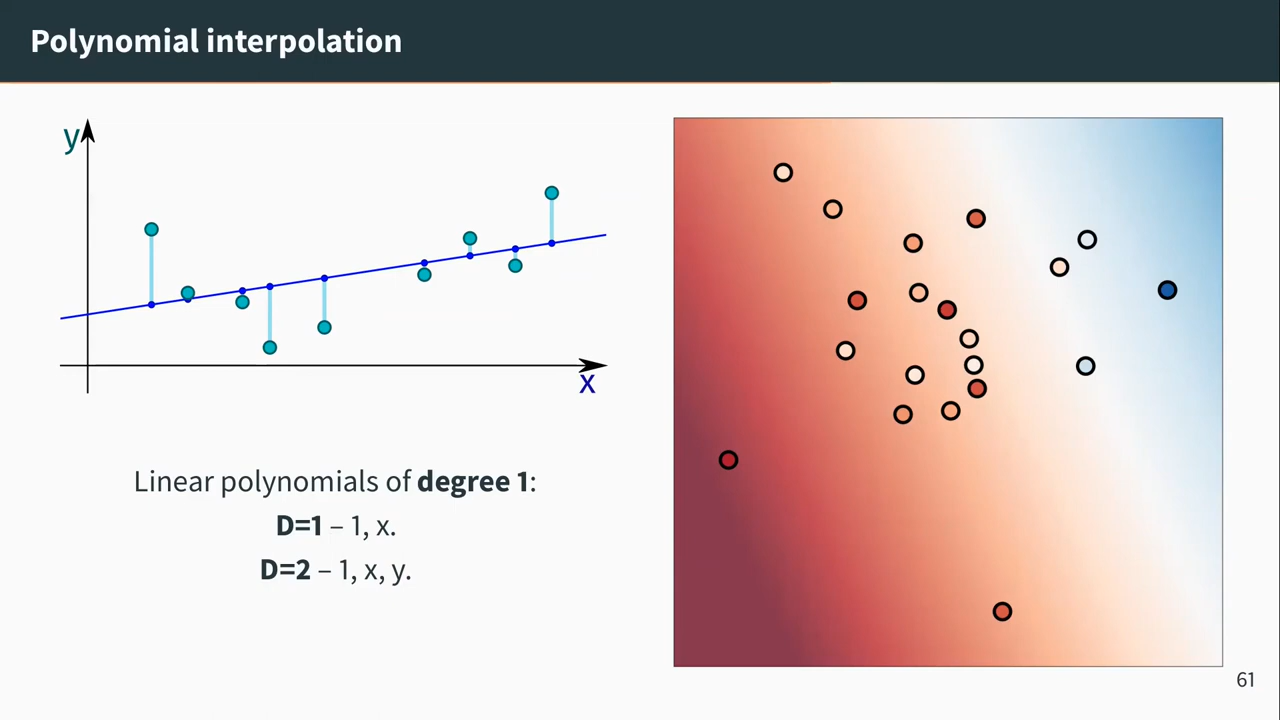 Polynomial interpolation
y
x
Linear polynomials of degree 1:
D=1 – 1, x.
D=2 – 1, x, y.
61